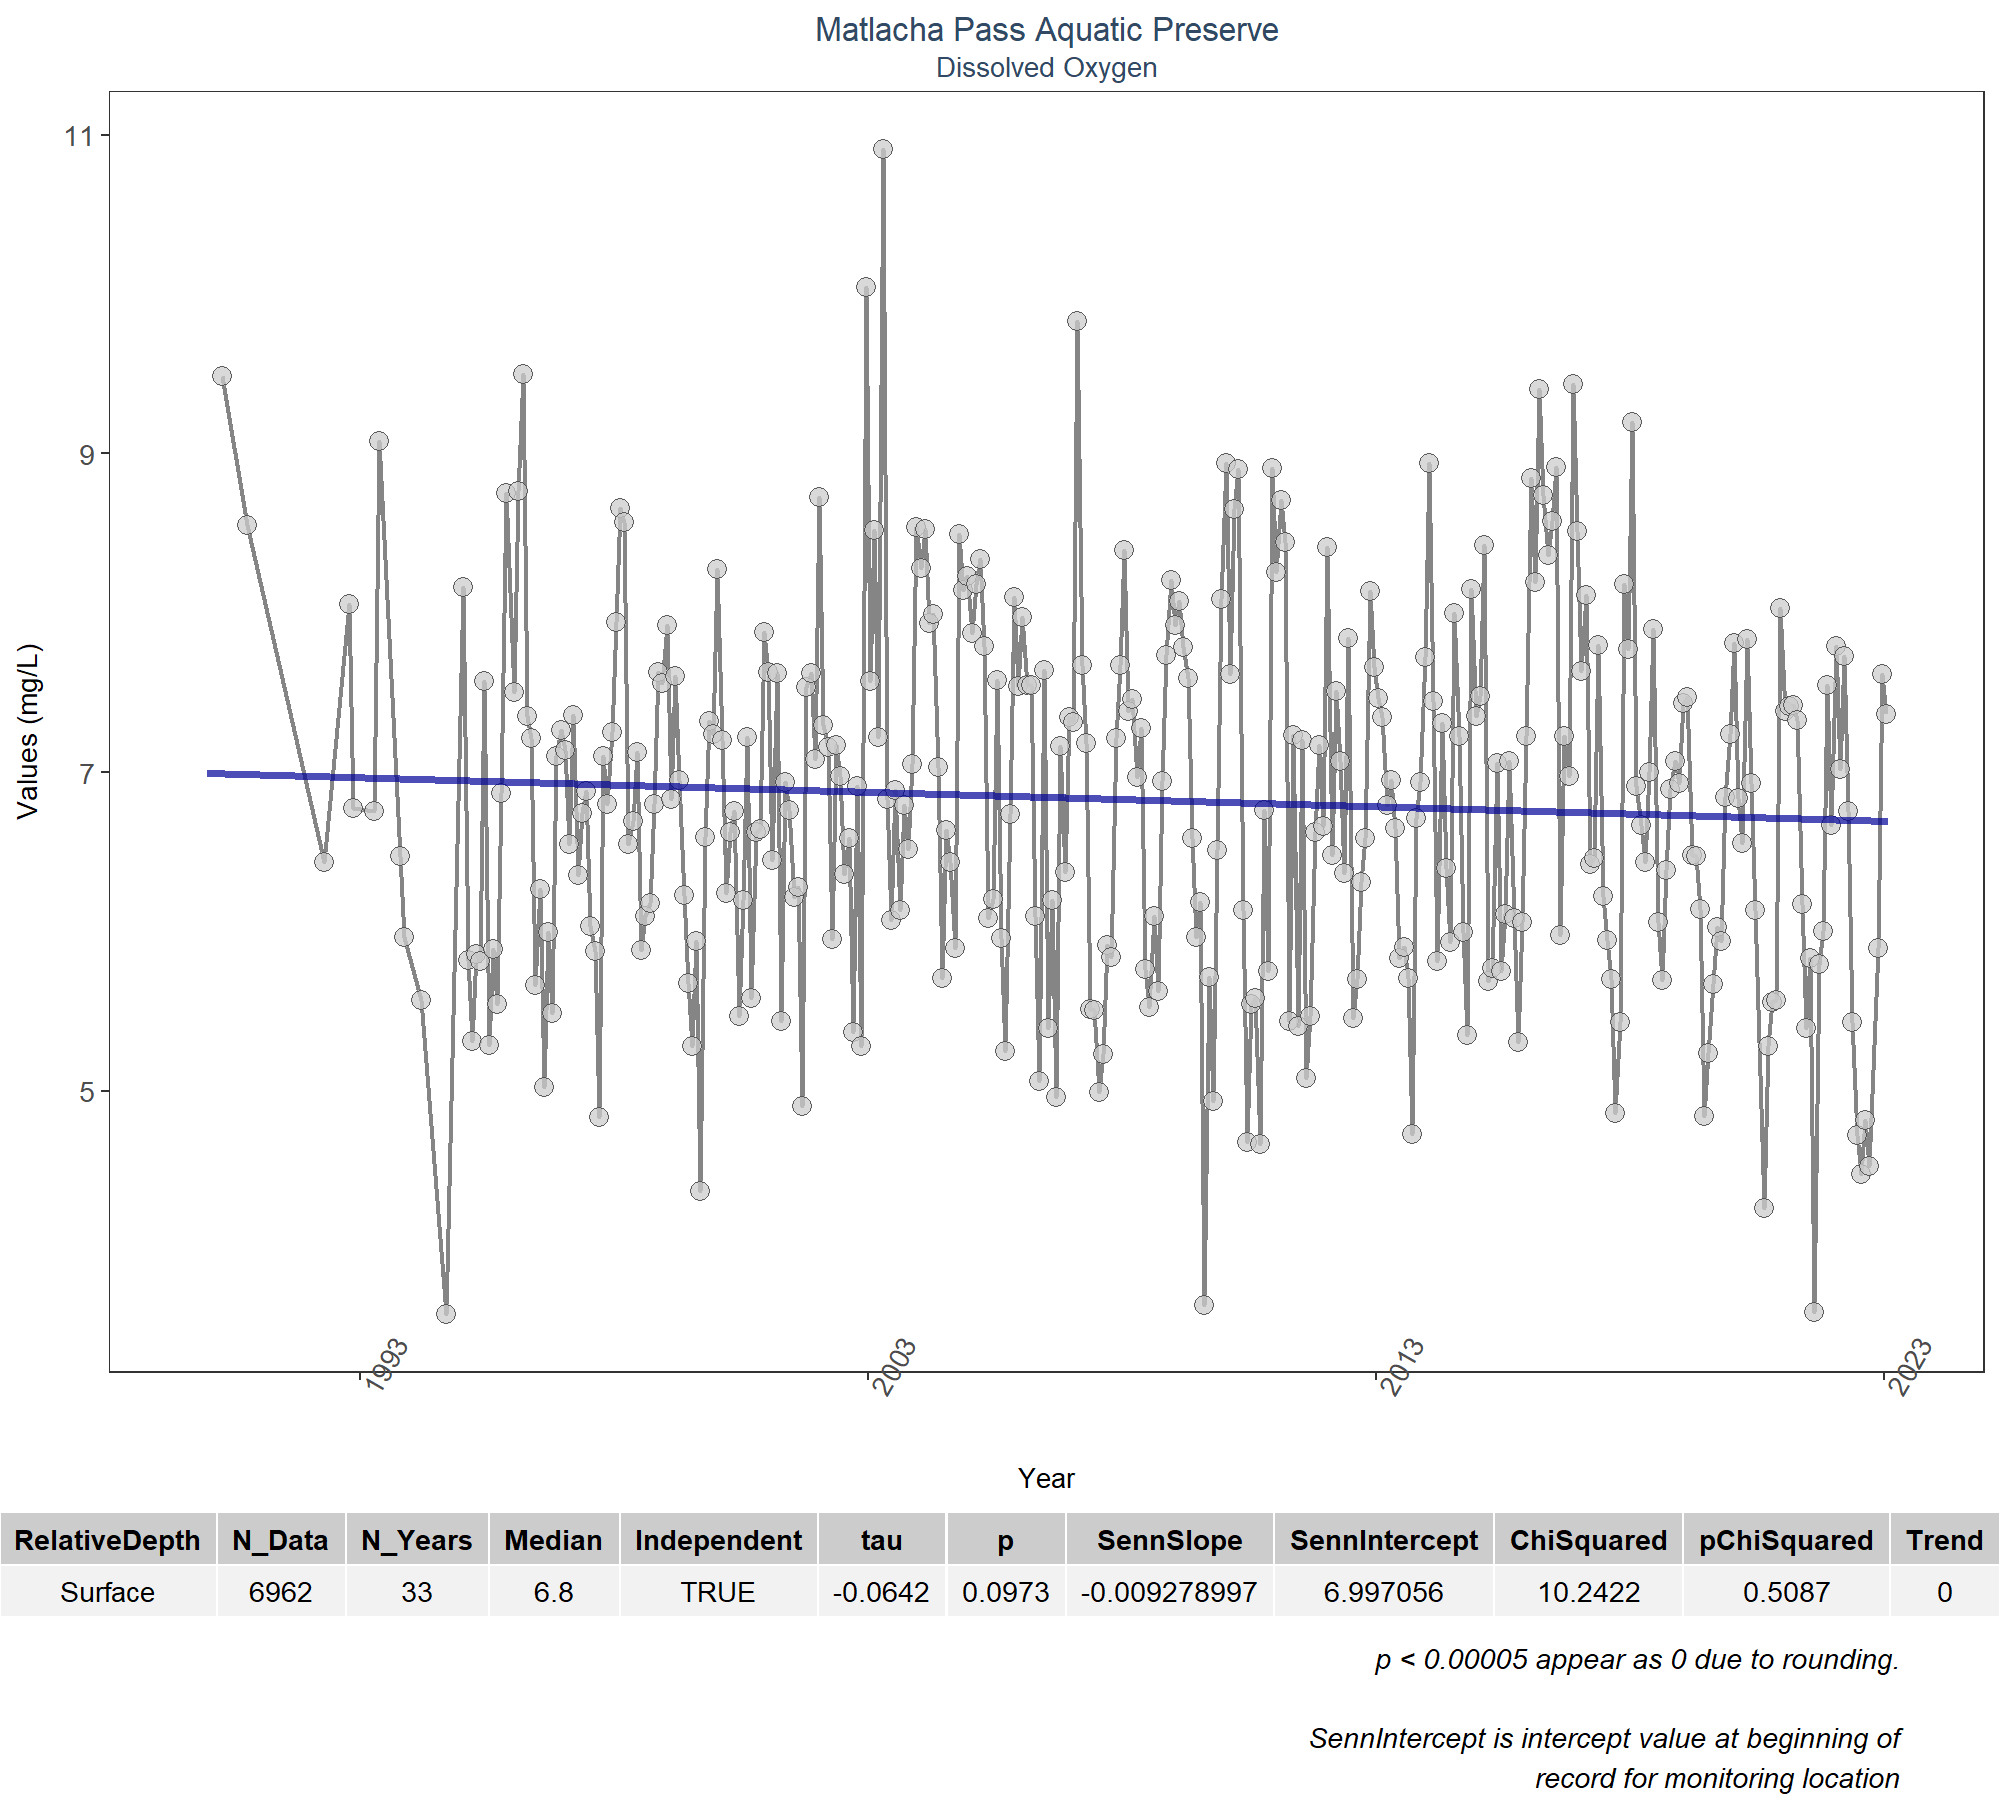 Matlacha Pass Aquatic Preserve
Dissolved Oxygen
11
9
7
5
Values (mg/L)
1993
2003
2013
2023
Year
RelativeDepth N_Data N_Years Median Independent tau p SennSlope SennIntercept ChiSquared pChiSquared Trend
Surface 6962 33 6.8 TRUE -0.0642 0.0973 -0.009278997 6.997056 10.2422 0.5087 0
p < 0.00005 appear as 0 due to rounding.
SennIntercept is intercept value at beginning of
record for monitoring location